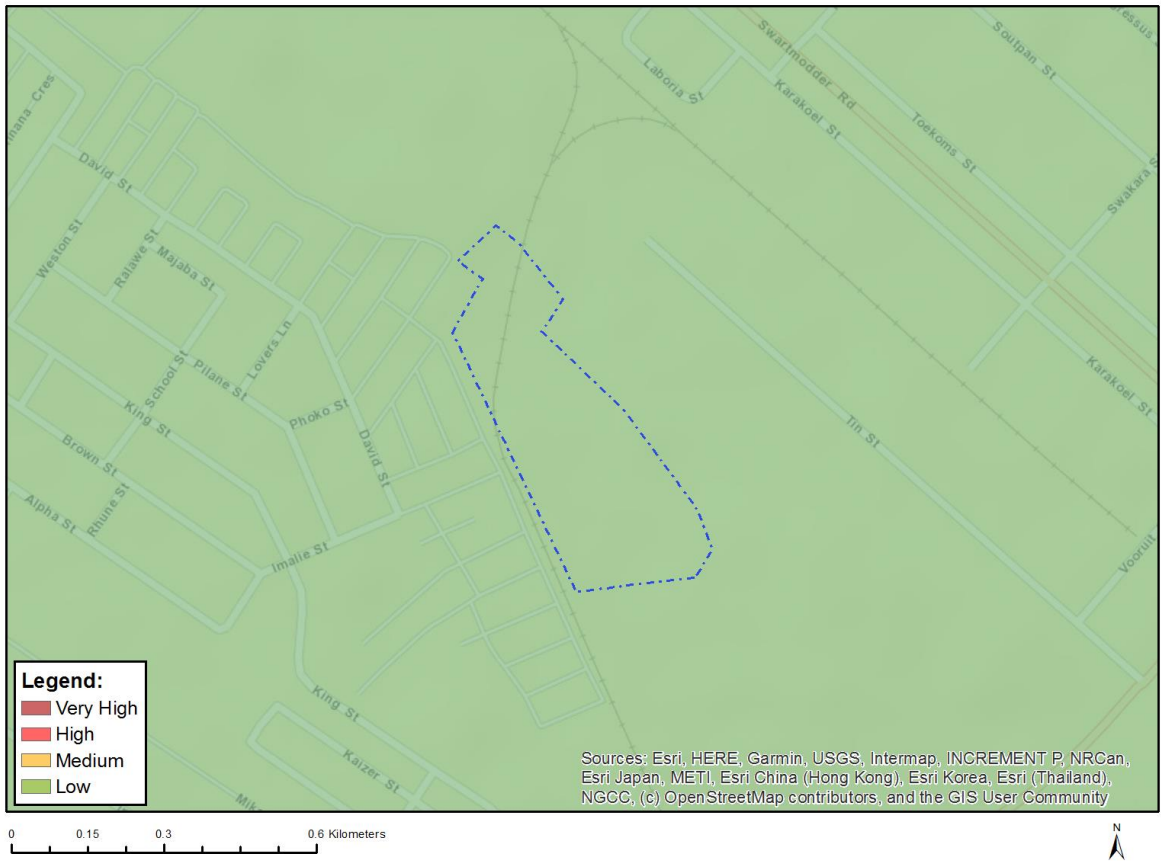 Soutpan St
Swartmodder Rd
Laboria St
Karakoel St
Toekoms St
David St
Weston St
Ralawe St
Majaba St
Lovers Ln
School St
Pilane St
Phoko St
King St
David St
Karakoel St
Tin St
Brown St
Rhune St
Alpha St
Imalie St
Vooruit
King St
Kaizer St
Legend:
Very High
High
Medium
Low
Sources: Esri, HERE, Garmin, USGS, Intermap, INCREMENT P, NRCan,
Esri Japan, METI, Esri China (Hong Kong), Esri Korea, Esri (Thailand),
NGCC, (c) OpenStreetMap contributors, and the GIS User Community
0 0.15 0.3 0.6 Kilometers
N